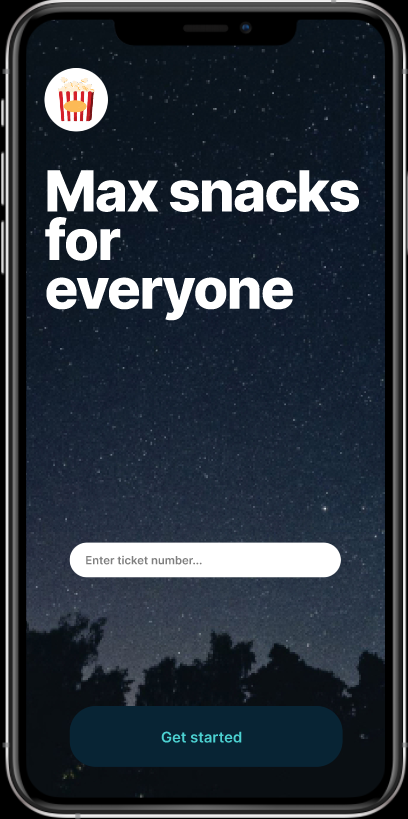 Max snacks
for
everyone
Enter ticket number...
Get started